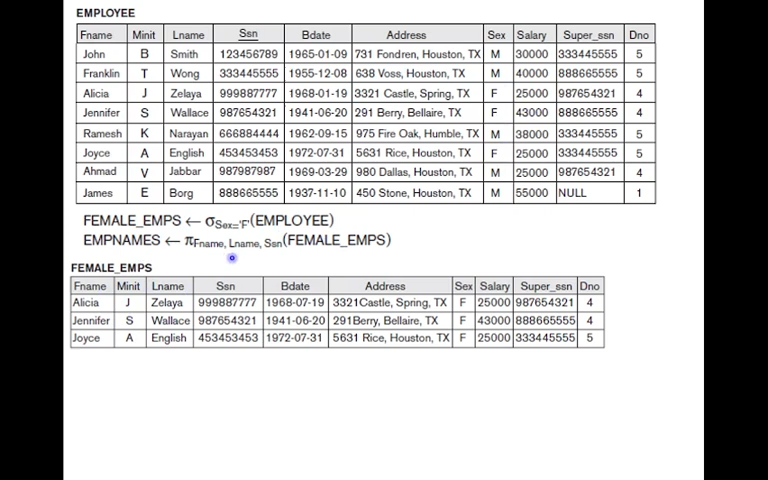 EMPLOYEE
Fname Minit Lname Ssn Bdate Address Sex Salary Super_ssn Dno
John B Smith 123456789 1965-01-09 731 Fondren, Houston, TX M 30000 333445555 5
Franklin T Wong 333445555 1955-12-08 638 Voss, Houston, TX M 40000 888665555 5
Alicia J Zelaya 999887777 1968-01-19 3321 Castle, Spring, TX F 25000 987654321 4
Jennifer S Wallace 987654321 1941-06-20 291 Berry, Bellaire, TX F 43000 888665555 4
Ramesh K Narayan 666884444 1962-09-15 975 Fire Oak, Humble, TX M 38000 333445555 5
Joyce A English 453453453 1972-07-31 5631 Rice, Houston, TX F 25000 333445555 5
Ahmad V Jabbar 987987987 1969-03-29 980 Dallas, Houston, TX M 25000 987654321 4
James E Borg 888665555 1937-11-10 450 Stone, Houston, TX M 55000 NULL 1
FEMALE_EMPS ← σSex='F'(EMPLOYEE)
EMPNAMES ← πFname, Lname, Ssn(FEMALE_EMPS)
FEMALE_EMPS
Fname Minit Lname Ssn Bdate Address Sex Salary Super_ssn Dno
Alicia J Zelaya 999887777 1968-07-19 3321Castle, Spring, TX F 25000 987654321 4
Jennifer S Wallace 987654321 1941-06-20 291Berry, Bellaire, TX F 43000 888665555 4
Joyce A English 453453453 1972-07-31 5631 Rice, Houston, TX F 25000 333445555 5